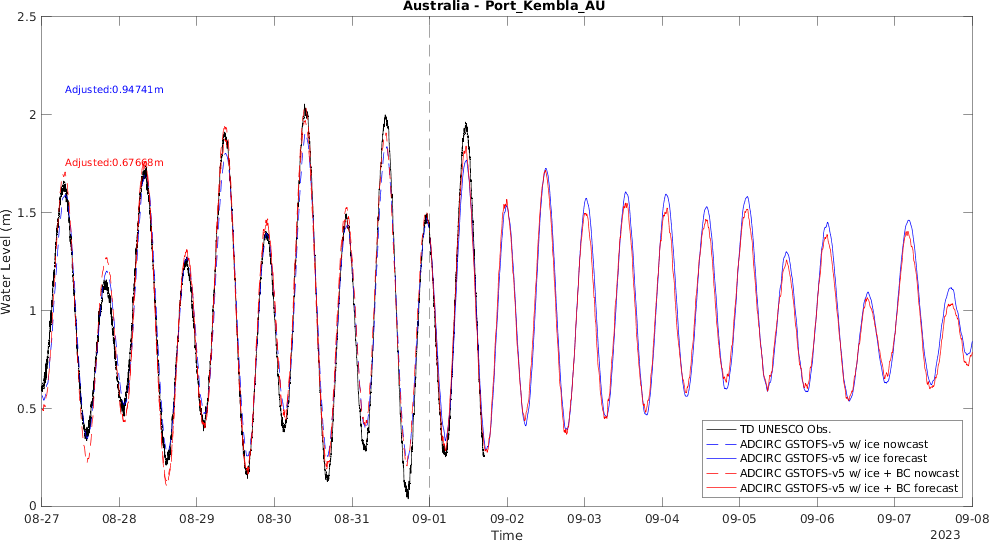 Australia - Port_Kembla_AU
2.5
2
1.5
1
0.5
0
Water Level (m)
Adjusted:0.94741m
Adjusted:0.67668m
TD UNESCO Obs.
ADCIRC GSTOFS-v5 w/ ice nowcast
ADCIRC GSTOFS-v5 w/ ice forecast
ADCIRC GSTOFS-v5 w/ ice + BC nowcast
ADCIRC GSTOFS-v5 w/ ice + BC forecast
08-27 08-28 08-29 08-30 08-31 09-01 09-02 09-03 09-04 09-05 09-06 09-07 09-08
Time
2023